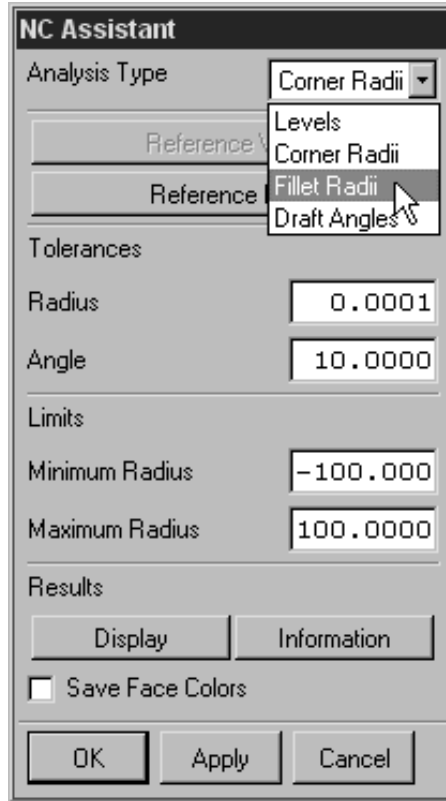 NC Assistant
Analysis Type Corner Radii
Levels
Reference Corner Radii
Fillet Radii
Reference
Draft Angles
Tolerances
Radius 0.0001
Angle 10.0000
Limits
Minimum Radius -100.000
Maximum Radius 100.0000
Results
Display Information
Save Face Colors
OK Apply Cancel